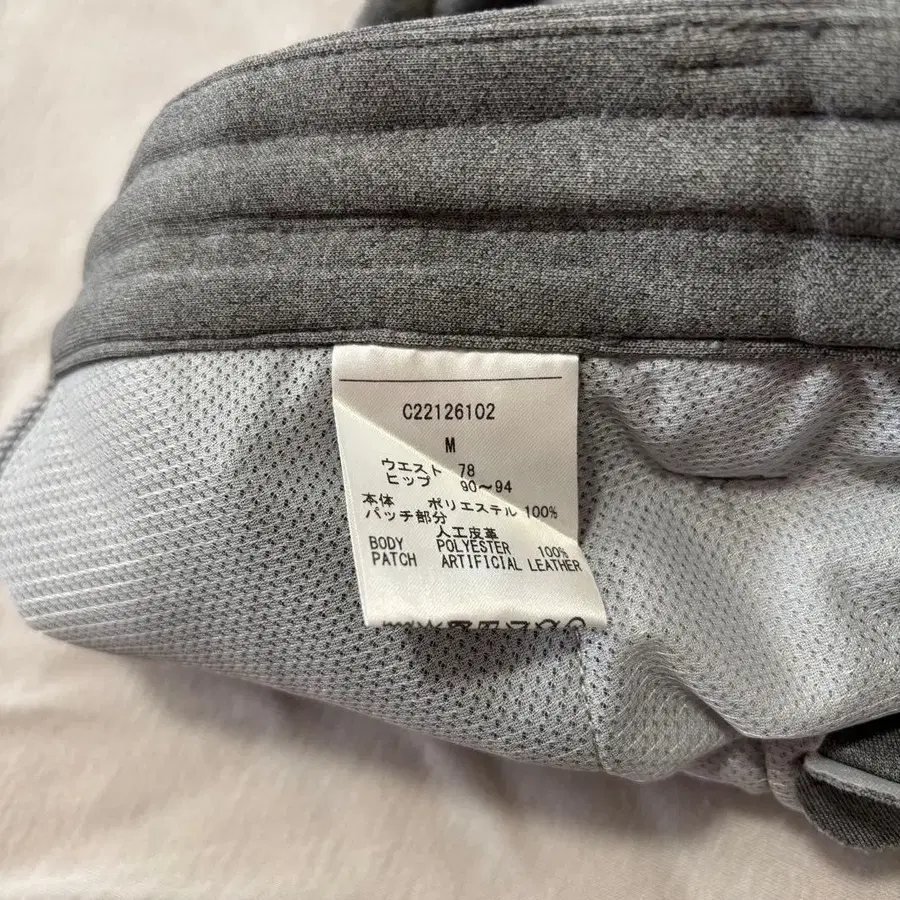 C22126102
M
ウエスト 78
ヒップ 90～94
本体 ポリエステル 100%
パッチ部分
人工皮革
BODY POLYESTER 100%
PATCH ARTIFICIAL LEATHER